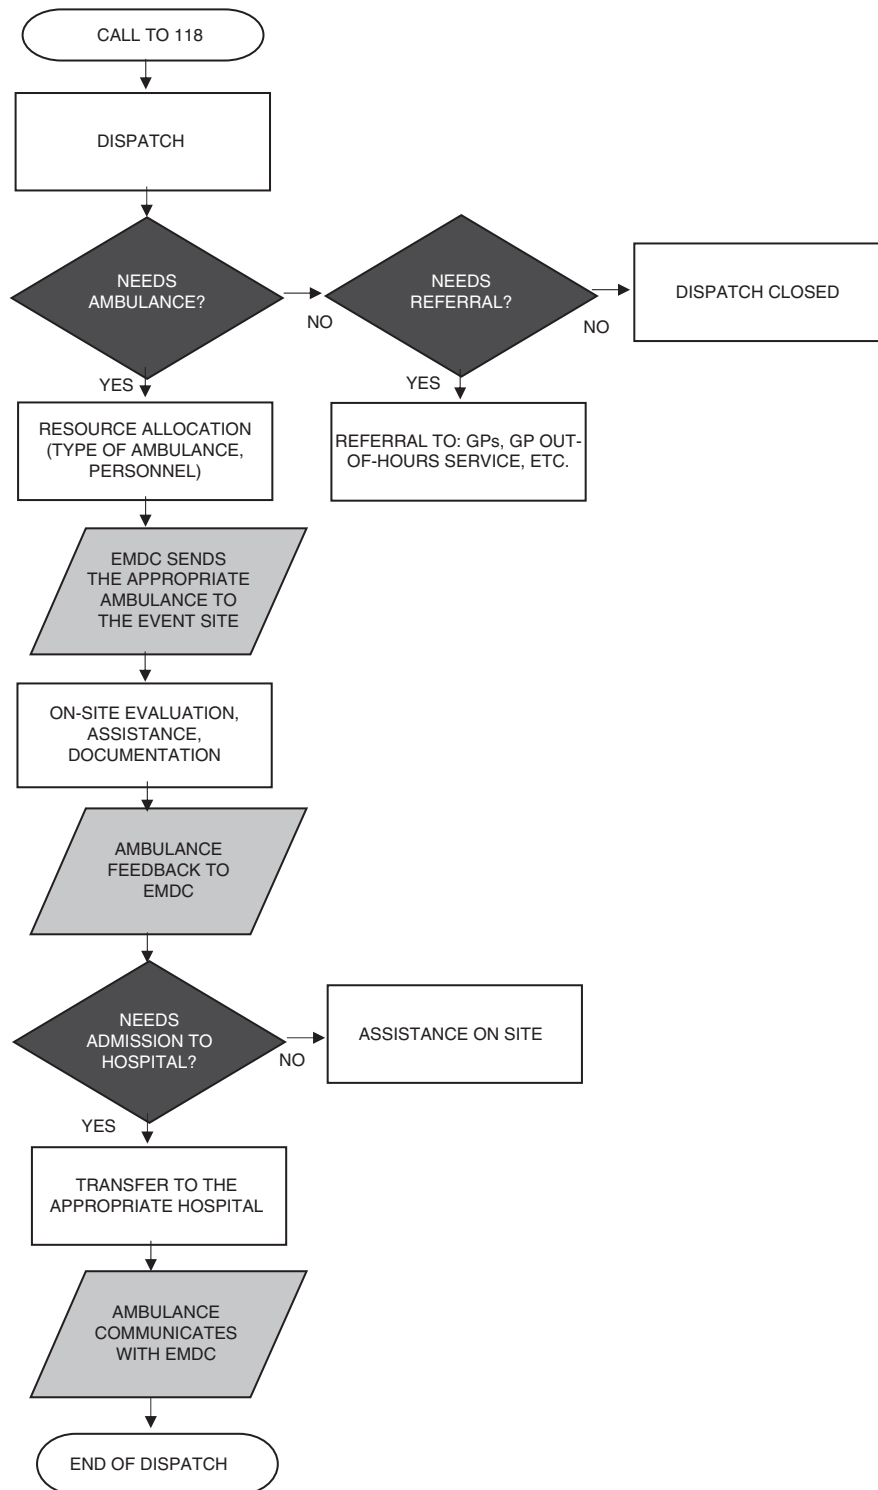 CALL TO 118
DISPATCH
NEEDS
AMBULANCE?
NO
NEEDS
REFERRAL?
NO
DISPATCH CLOSED
YES
YES
RESOURCE ALLOCATION
(TYPE OF AMBULANCE,
PERSONNEL)
REFERRAL TO: GPs, GP OUT-
OF-HOURS SERVICE, ETC.
EMDC SENDS
THE APPROPRIATE
AMBULANCE TO
THE EVENT SITE
ON-SITE EVALUATION,
ASSISTANCE,
DOCUMENTATION
AMBULANCE
FEEDBACK TO
EMDC
NEEDS
ADMISSION TO
HOSPITAL?
NO
ASSISTANCE ON SITE
YES
TRANSFER TO THE
APPROPRIATE HOSPITAL
AMBULANCE
COMMUNICATES
WITH EMDC
END OF DISPATCH